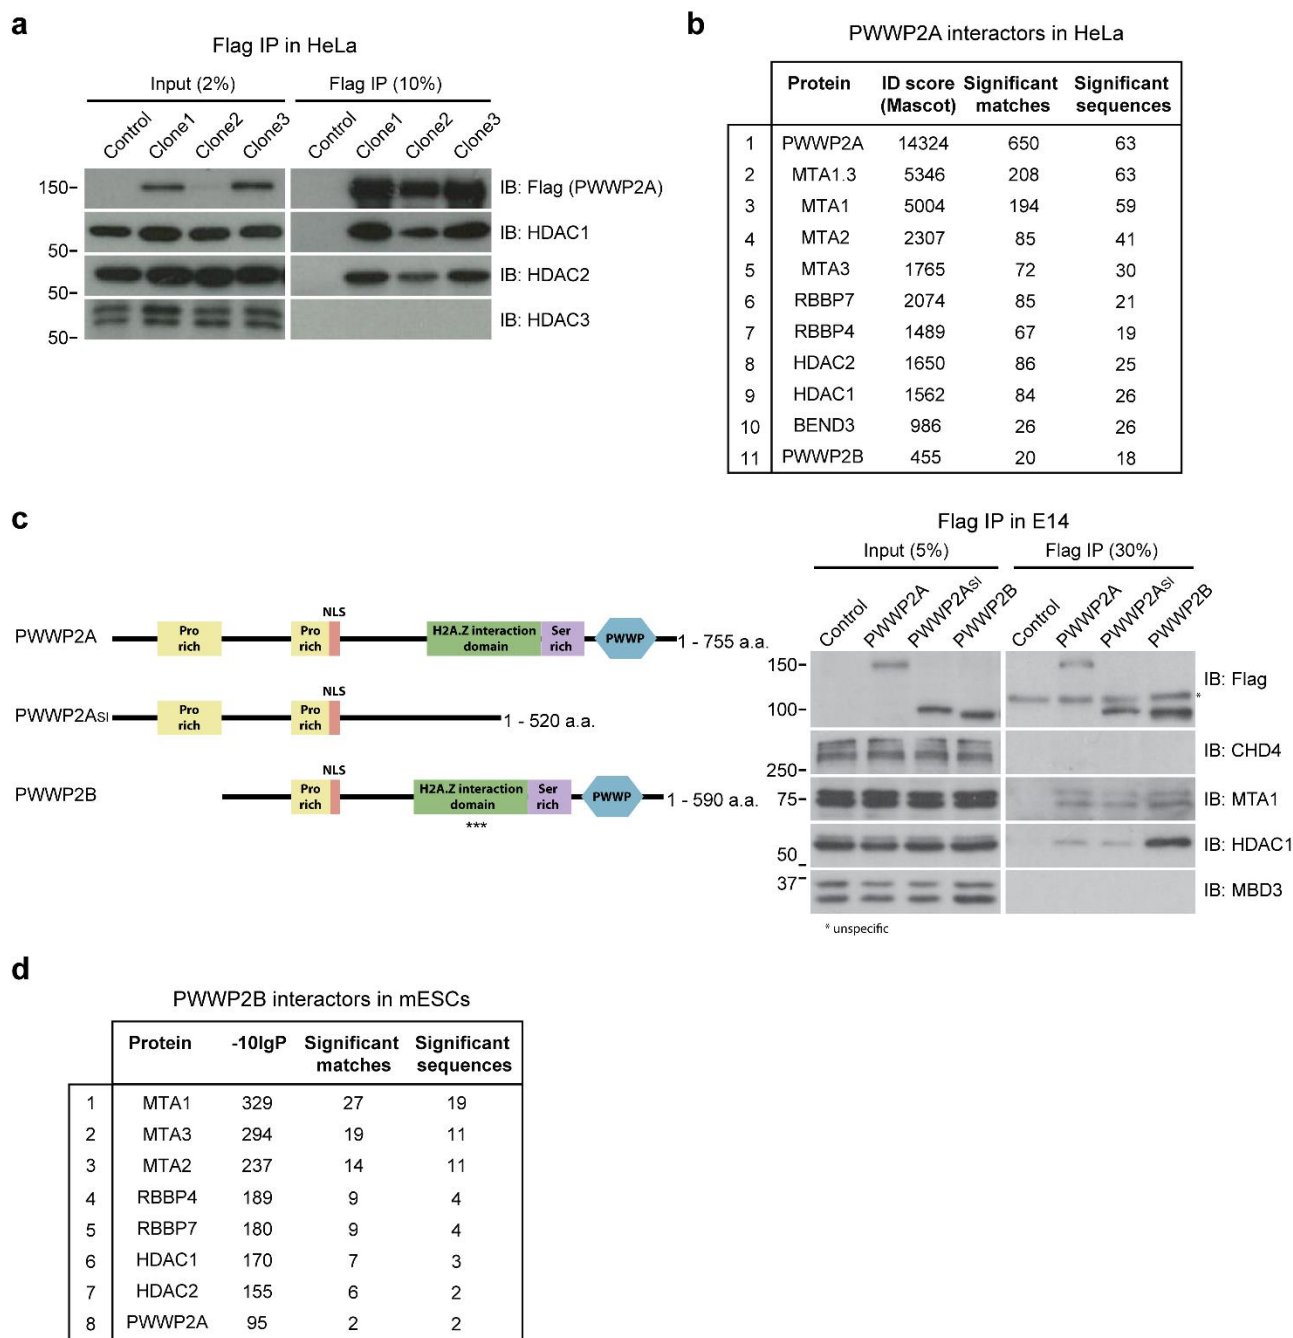 a
Flag IP in HeLa
Input (2%)
Flag IP (10%)
Control
Clone1
Clone2
Clone3
Control
Clone1
Clone2
Clone3
150-
IB: Flag (PWWP2A)
IB: HDAC1
50-
IB: HDAC2
50-
IB: HDAC3
50-
b
PWWP2A interactors in HeLa
Protein ID score (Mascot) Significant matches Significant sequences
1 PWWP2A 14324 650 63
2 MTA1.3 5346 208 63
3 MTA1 5004 194 59
4 MTA2 2307 85 41
5 MTA3 1765 72 30
6 RBBP7 2074 85 21
7 RBBP4 1489 67 19
8 HDAC2 1650 86 25
9 HDAC1 1562 84 26
10 BEND3 986 26 26
11 PWWP2B 455 20 18
c
PWWP2A
Pro rich
Pro rich
NLS
H2A.Z interaction domain
Ser rich
PWWP
1 - 755 a.a.
PWWP2ASI
Pro rich
Pro rich
NLS
1 - 520 a.a.
PWWP2B
Pro rich
NLS
H2A.Z interaction domain
Ser rich
PWWP
1 - 590 a.a.
***
Flag IP in E14
Input (5%)
Flag IP (30%)
Control
PWWP2A
PWWP2ASI
PWWP2B
Control
PWWP2A
PWWP2ASI
PWWP2B
150-
100-
IB: Flag
*
IB: CHD4
250-
75-
IB: MTA1
IB: HDAC1
50-
37-
IB: MBD3
* unspecific
d
PWWP2B interactors in mESCs
Protein -10lgP Significant matches Significant sequences
1 MTA1 329 27 19
2 MTA3 294 19 11
3 MTA2 237 14 11
4 RBBP4 189 9 4
5 RBBP7 180 9 4
6 HDAC1 170 7 3
7 HDAC2 155 6 2
8 PWWP2A 95 2 2